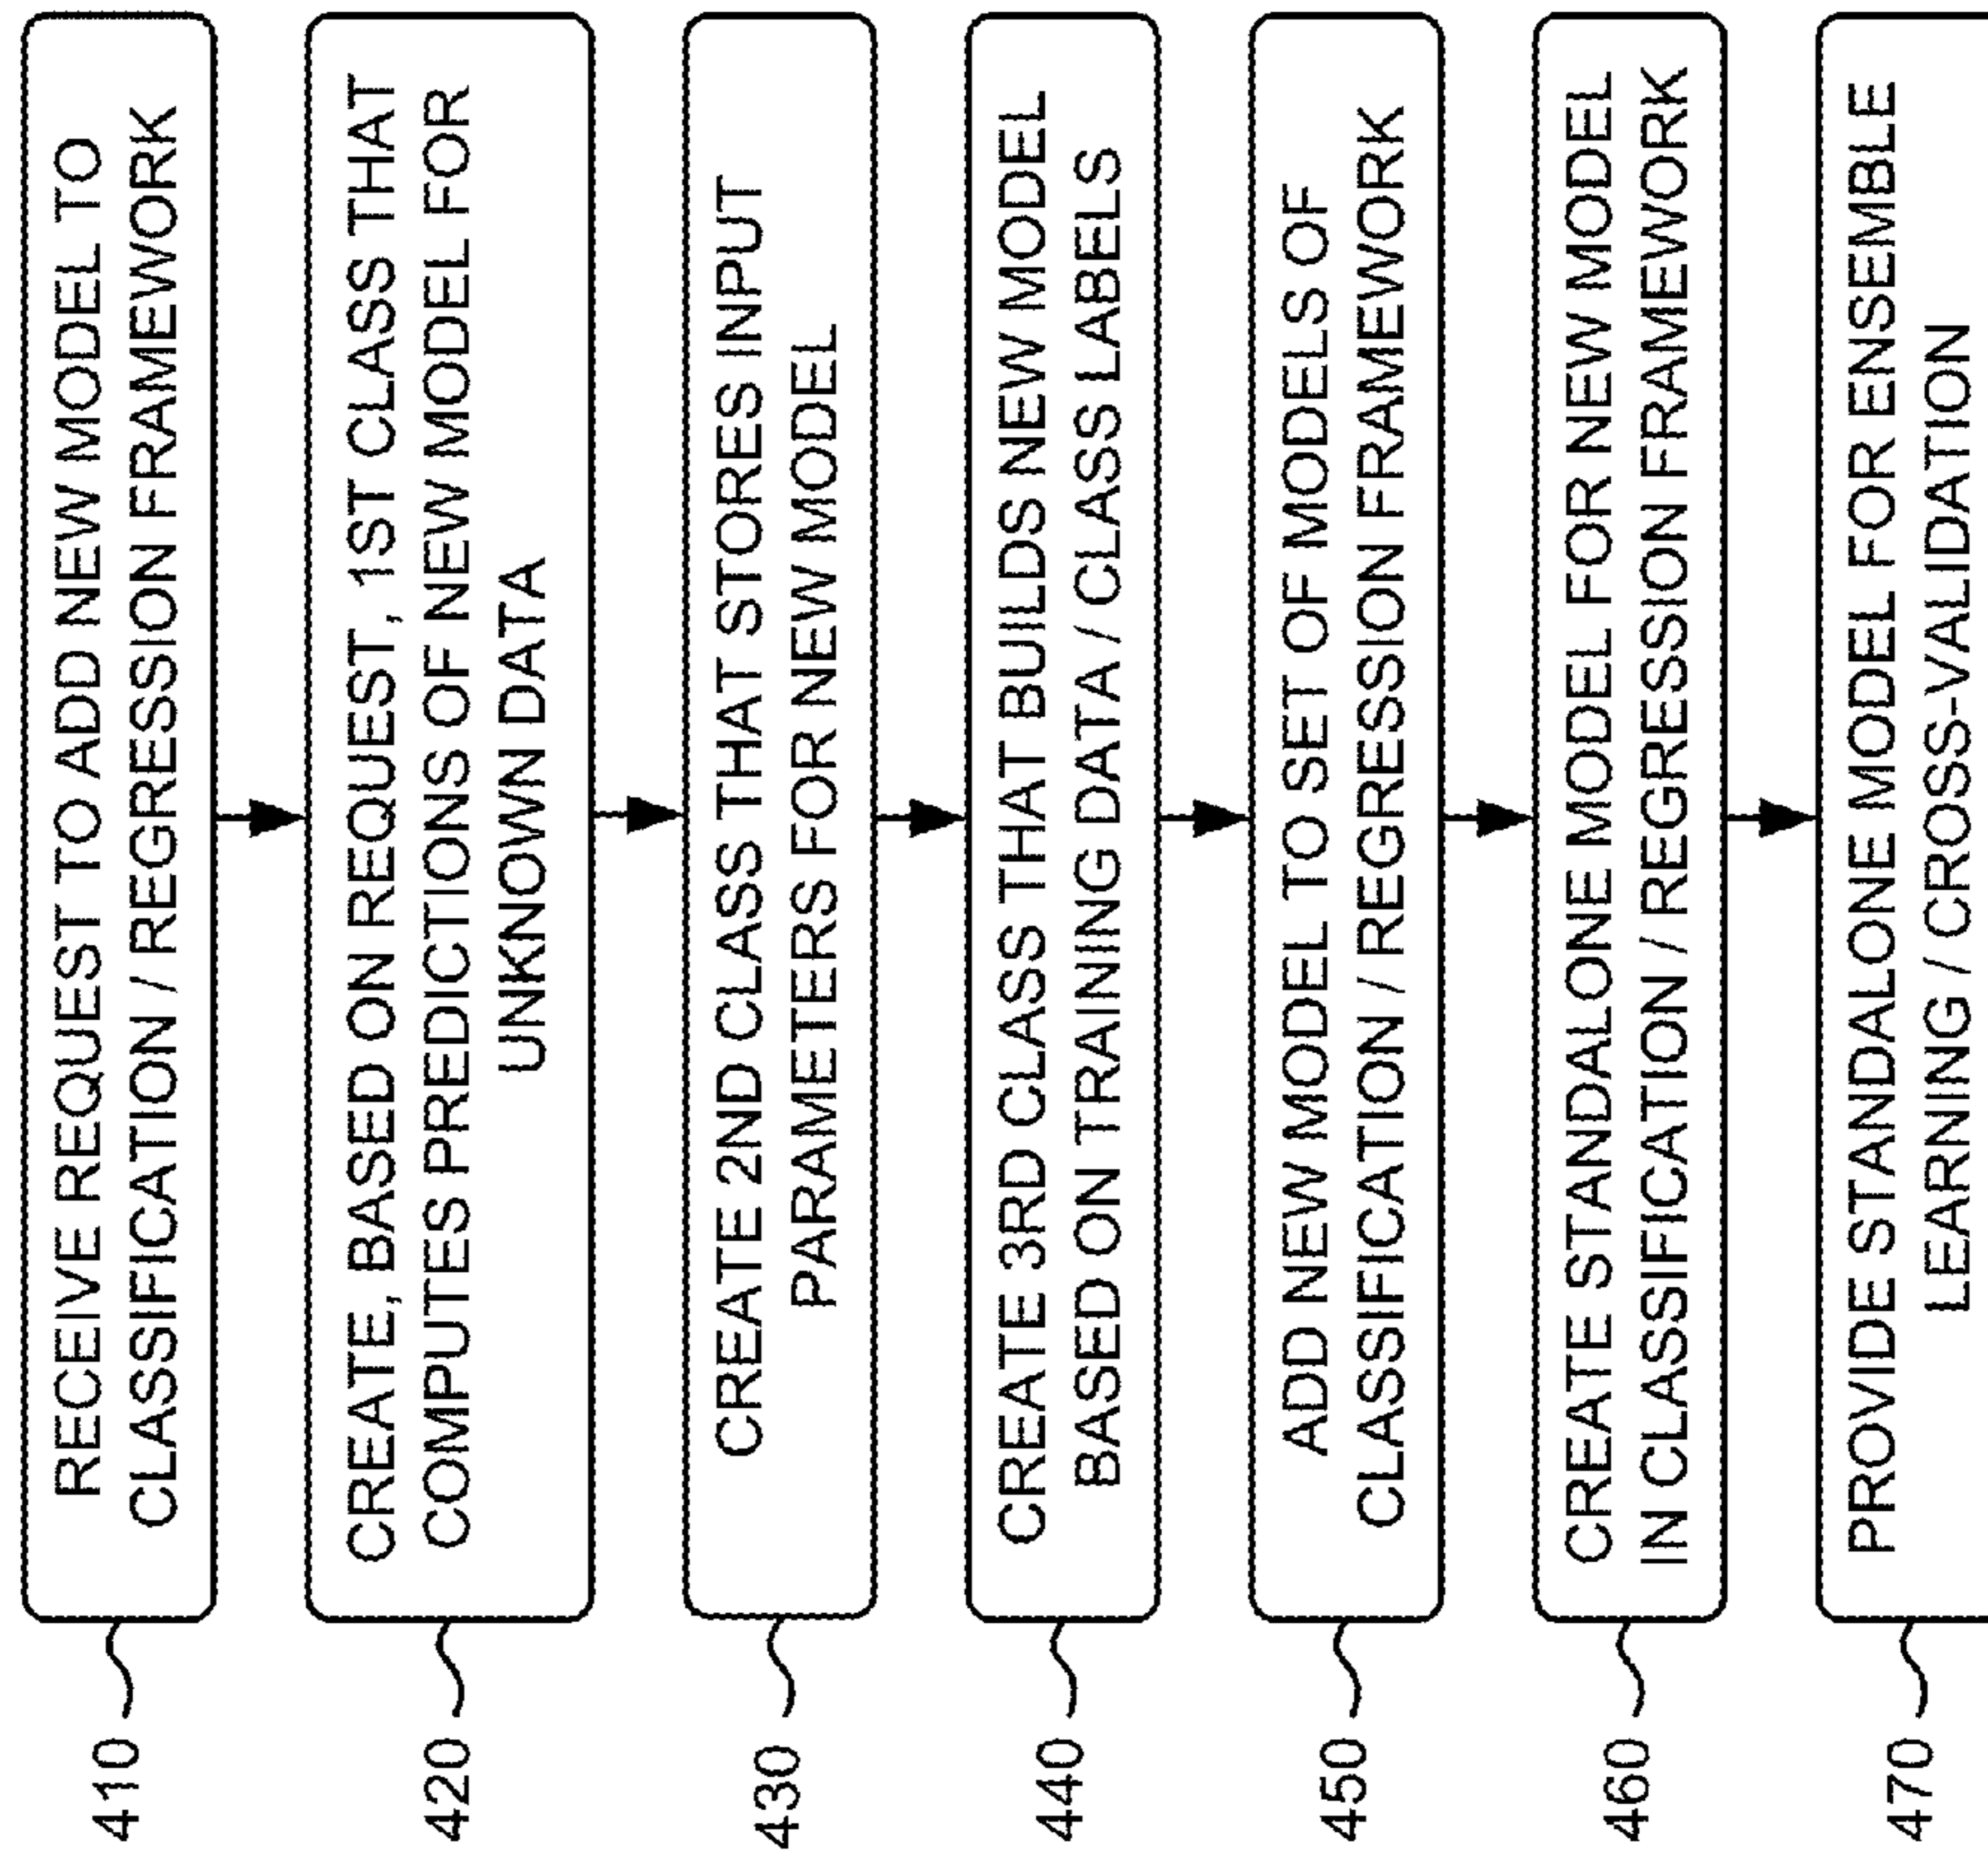 410
RECEIVE REQUEST TO ADD NEW MODEL TO
CLASSIFICATION / REGRESSION FRAMEWORK
420
CREATE, BASED ON REQUEST, 1ST CLASS THAT
COMPUTES PREDICTIONS OF NEW MODEL FOR
UNKNOWN DATA
430
CREATE 2ND CLASS THAT STORES INPUT
PARAMETERS FOR NEW MODEL
440
CREATE 3RD CLASS THAT BUILDS NEW MODEL
BASED ON TRAINING DATA / CLASS LABELS
450
ADD NEW MODEL TO SET OF MODELS OF
CLASSIFICATION / REGRESSION FRAMEWORK
460
CREATE STANDALONE MODEL FOR NEW MODEL
IN CLASSIFICATION / REGRESSION FRAMEWORK
470
PROVIDE STANDALONE MODEL FOR ENSEMBLE
LEARNING / CROSS-VALIDATION